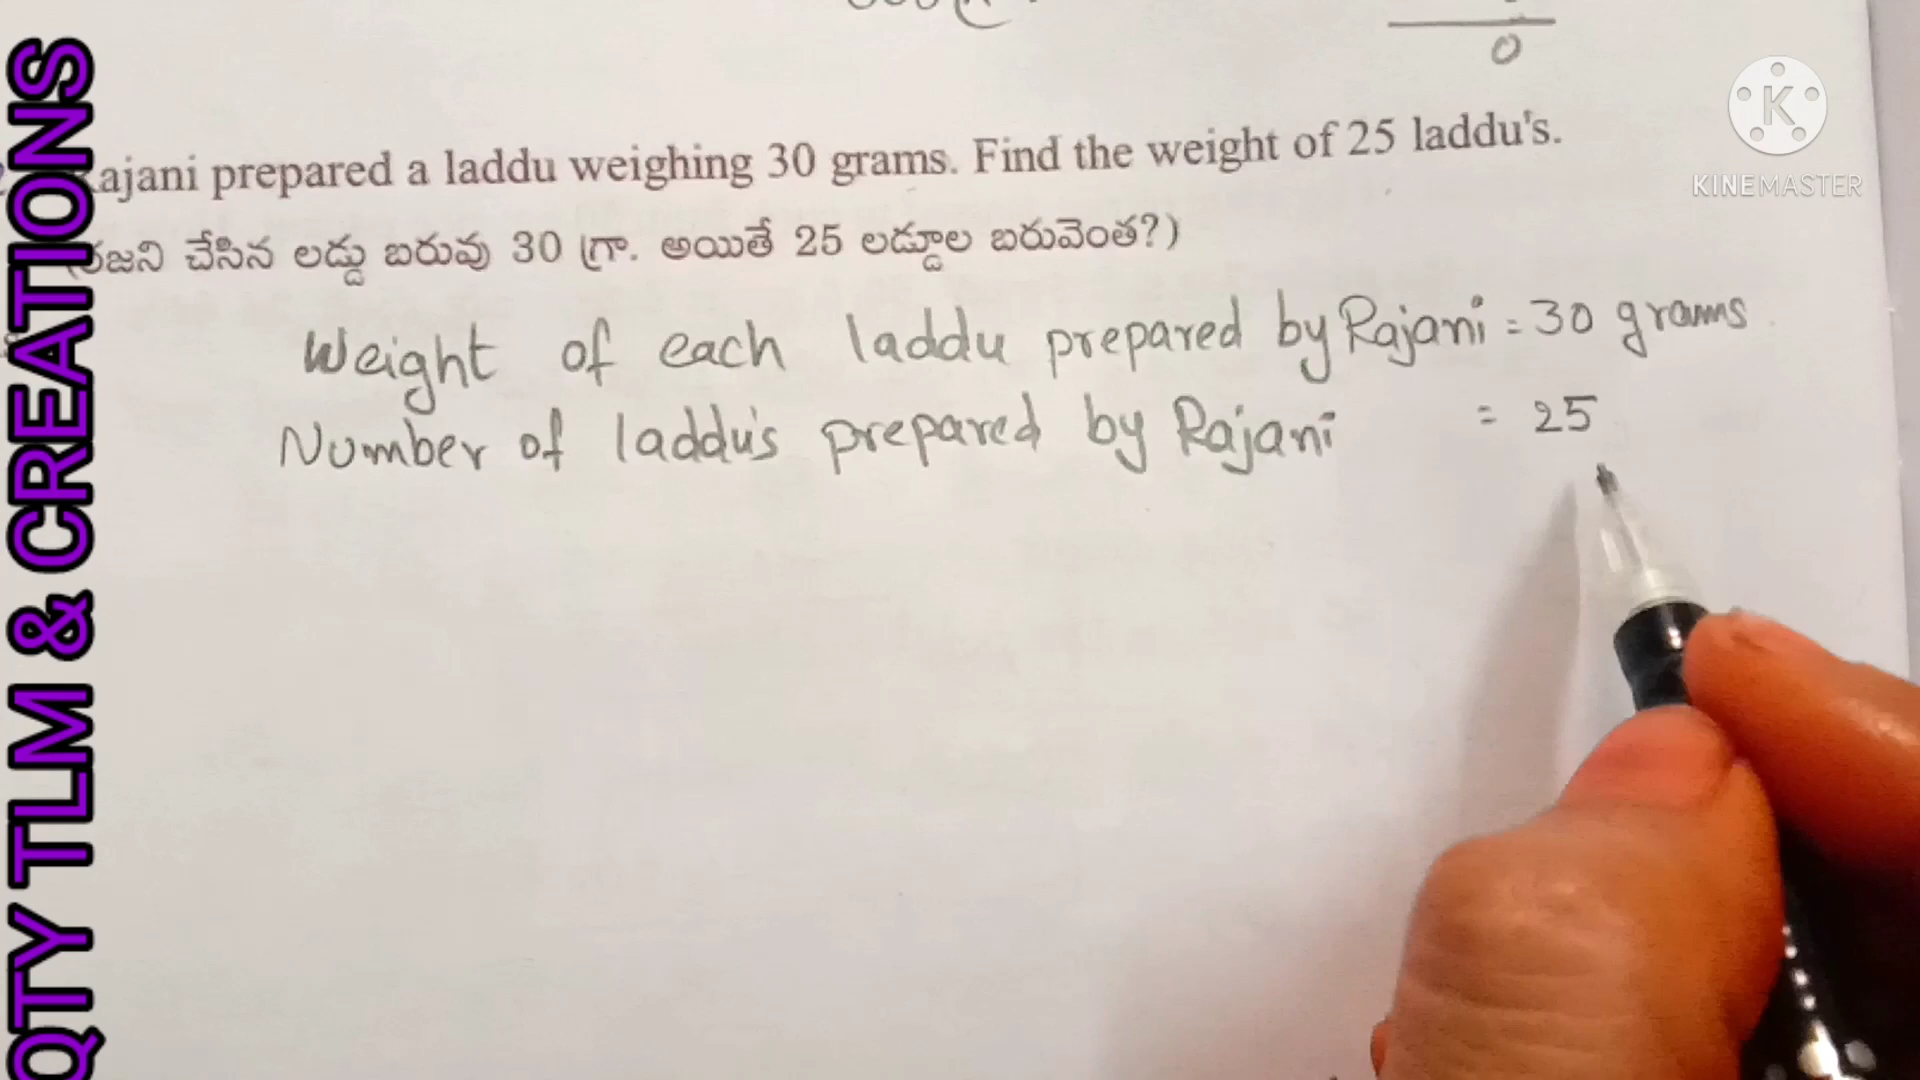 0
Rajani prepared a laddu weighing 30 grams. Find the weight of 25 laddu's.
(రజని చేసిన లడ్డు బరువు 30 గ్రా. అయితే 25 లడ్డూల బరువెంత?)
Weight of each laddu prepared by Rajani = 30 grams
Number of laddu's prepared by Rajani = 25
K
KINEMASTER
QTY TLM & CREATIONS